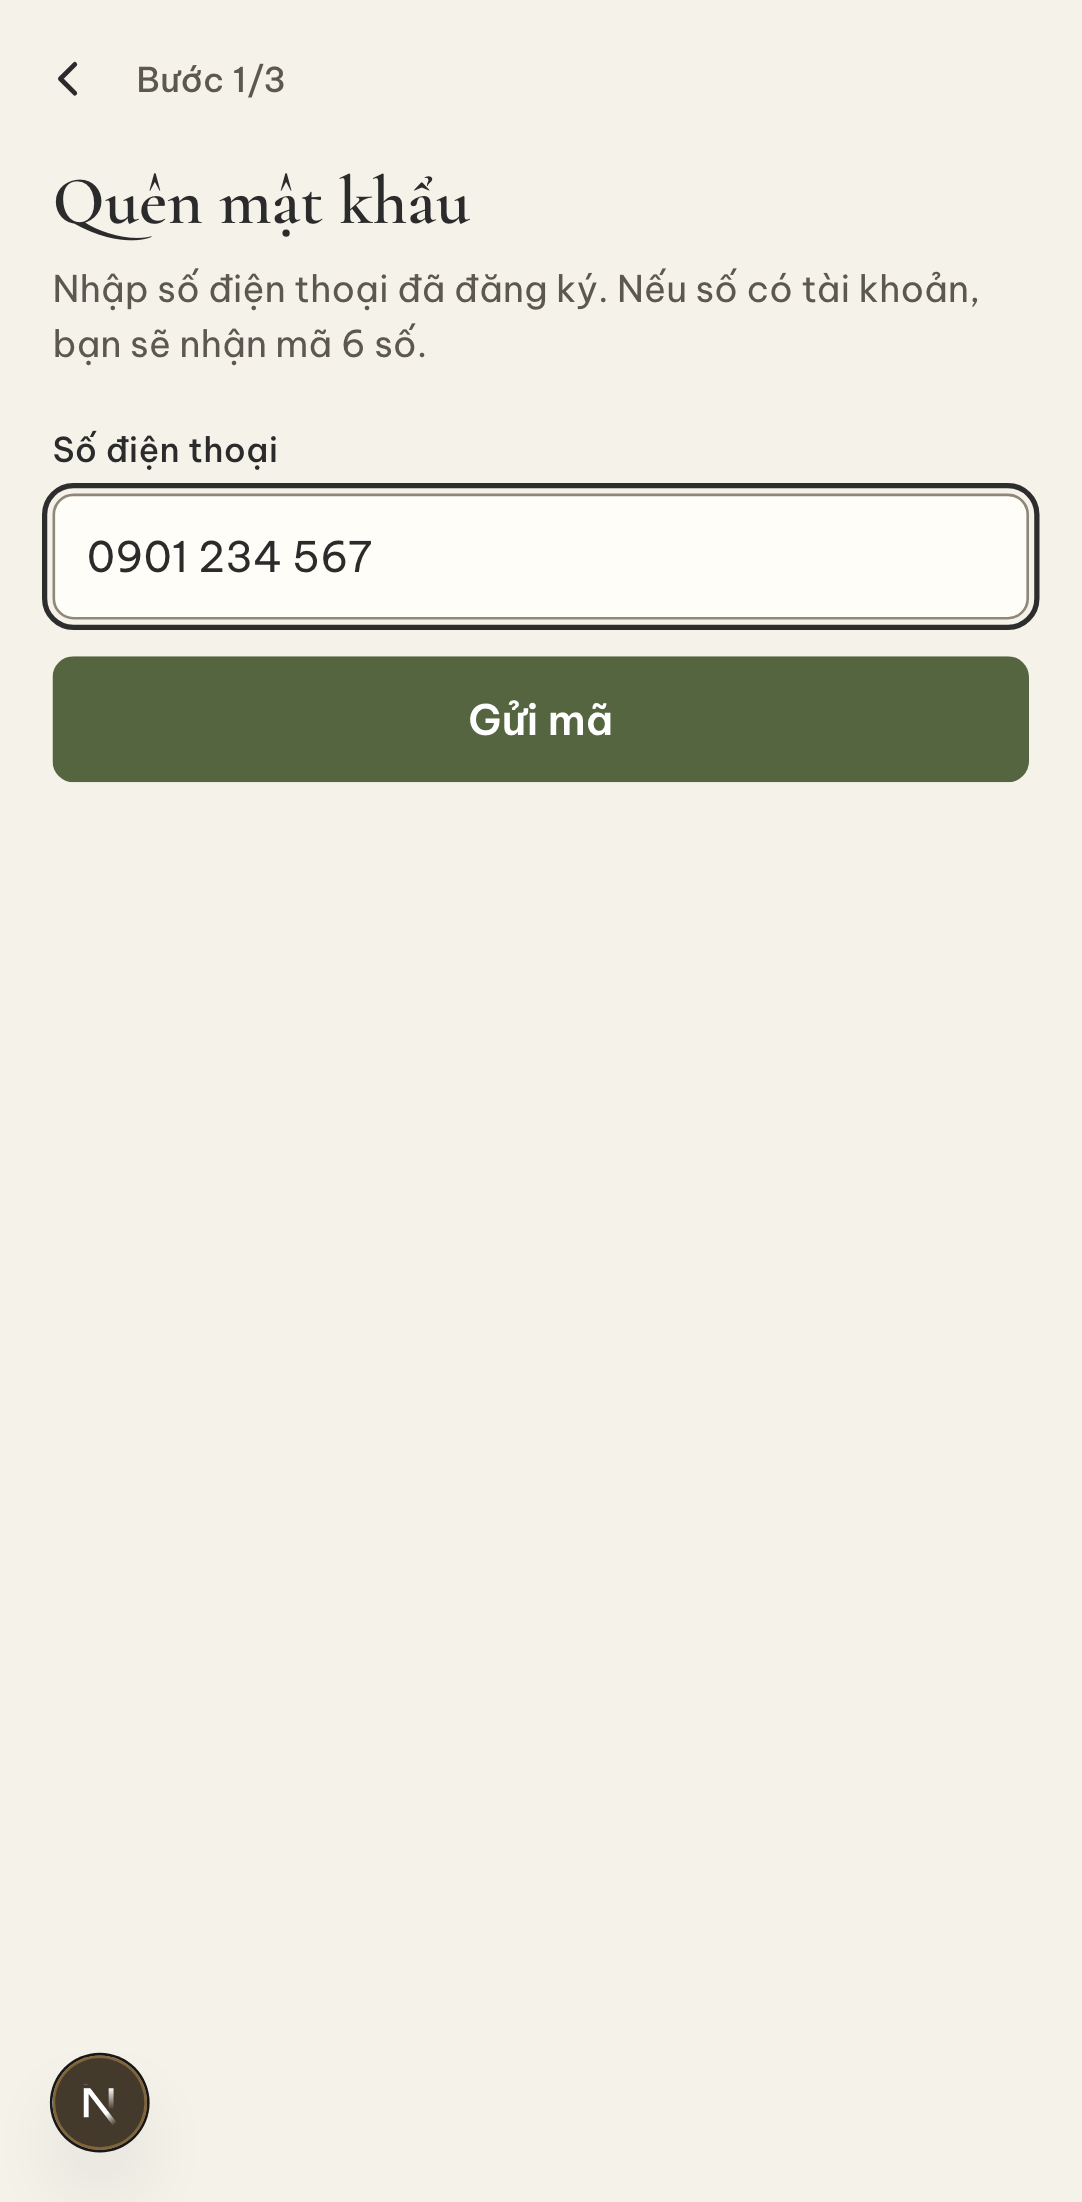 Bước 1/3
Quên mật khẩu
Nhập số điện thoại đã đăng ký. Nếu số có tài khoản,
bạn sẽ nhận mã 6 số.
Số điện thoại
0901 234 567
Gửi mã
N